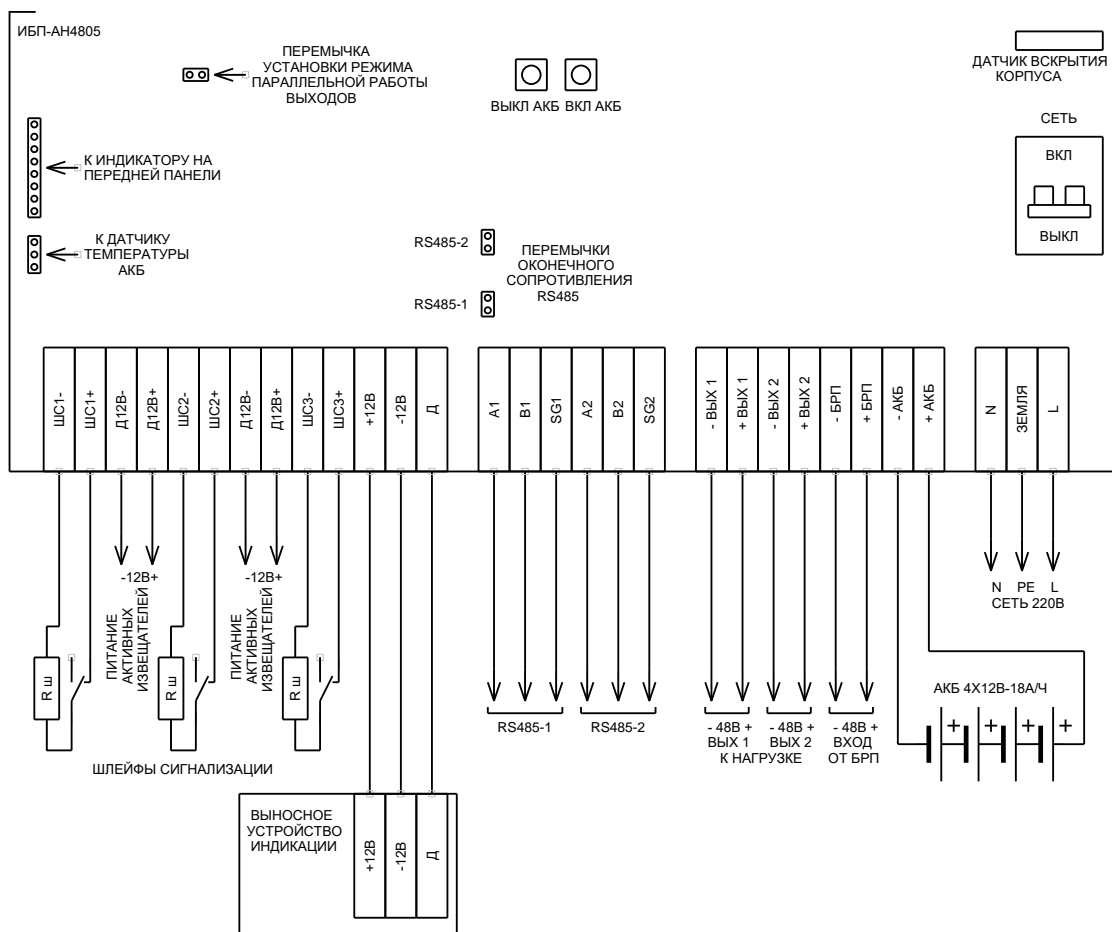 ИБП-АН4805
ПЕРЕМЫЧКА
УСТАНОВКИ РЕЖИМА
ПАРАЛЛЕЛЬНОЙ РАБОТЫ
ВЫХОДОВ
ВЫКЛ АКБ
ВКЛ АКБ
ДАТЧИК ВСКРЫТИЯ
КОРПУСА
СЕТЬ
ВКЛ
ВЫКЛ
К ИНДИКАТОРУ НА
ПЕРЕДНЕЙ ПАНЕЛИ
К ДАТЧИКУ
ТЕМПЕРАТУРЫ
АКБ
RS485-2
RS485-1
ПЕРЕМЫЧКИ
ОКОНЕЧНОГО
СОПРОТИВЛЕНИЯ
RS485
ШС1-
ШС1+
Д12В-
Д12В+
ШС2-
ШС2+
Д12В-
Д12В+
ШС3-
ШС3+
+12В
-12В
Д
A1
B1
SG1
A2
B2
SG2
- ВЫХ 1
+ ВЫХ 1
- ВЫХ 2
+ ВЫХ 2
- БРП
+ БРП
- АКБ
+ АКБ
N
ЗЕМЛЯ
L
-12В+
ПИТАНИЕ
АКТИВНЫХ
ИЗВЕЩАТЕЛЕЙ
-12В+
ПИТАНИЕ
АКТИВНЫХ
ИЗВЕЩАТЕЛЕЙ
N PE L
СЕТЬ 220В
R ш
R ш
R ш
ШЛЕЙФЫ СИГНАЛИЗАЦИИ
RS485-1
RS485-2
- 48В +
ВЫХ 1
- 48В +
ВЫХ 2
К НАГРУЗКЕ
- 48В +
ВХОД
ОТ БРП
АКБ 4Х12В-18А/Ч
+ + + +
ВЫНОСНОЕ
УСТРОЙСТВО
ИНДИКАЦИИ
+12В
-12В
Д